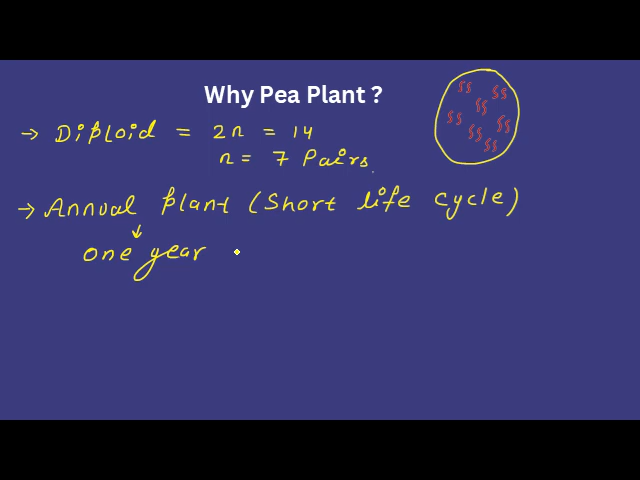 Why Pea Plant ?
→ Diploid = 2n = 14
n = 7 Pairs
→ Annual plant (Short life cycle)
↓
one year